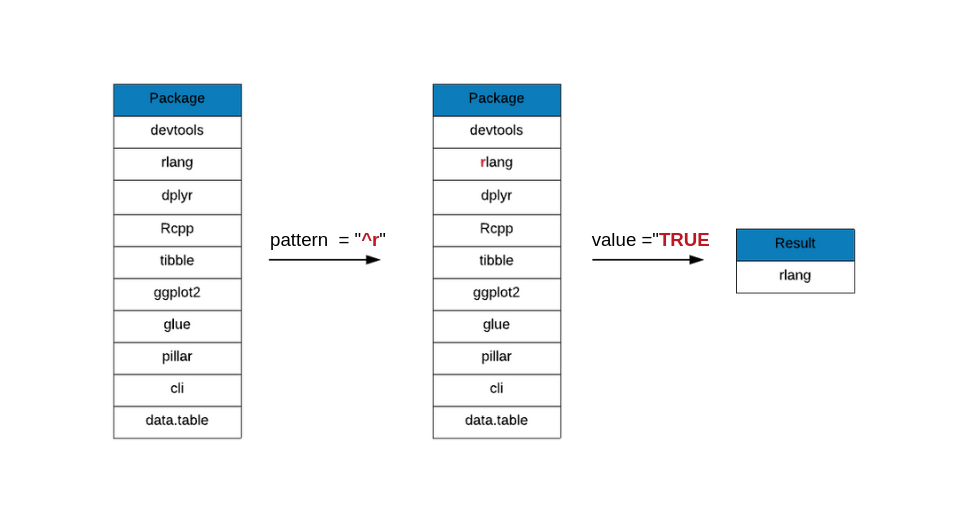 Package
devtools
rlang
dplyr
Rcpp
tibble
ggplot2
glue
pillar
cli
data.table
pattern  = "^r"
Package
devtools
rlang
dplyr
Rcpp
tibble
ggplot2
glue
pillar
cli
data.table
value ="TRUE
Result
rlang